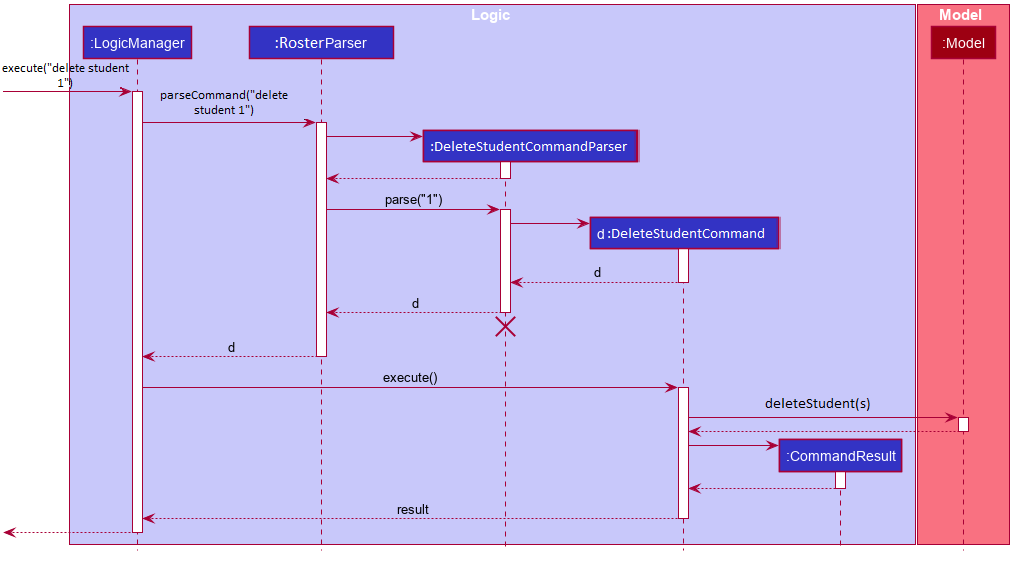 Logic
Model
:LogicManager
:RosterParser
:Model
execute("delete student
1")
parseCommand("delete
student 1")
:DeleteStudentCommandParser
parse("1")
d:DeleteStudentCommand
d
d
d
execute()
deleteStudent(s)
:CommandResult
result